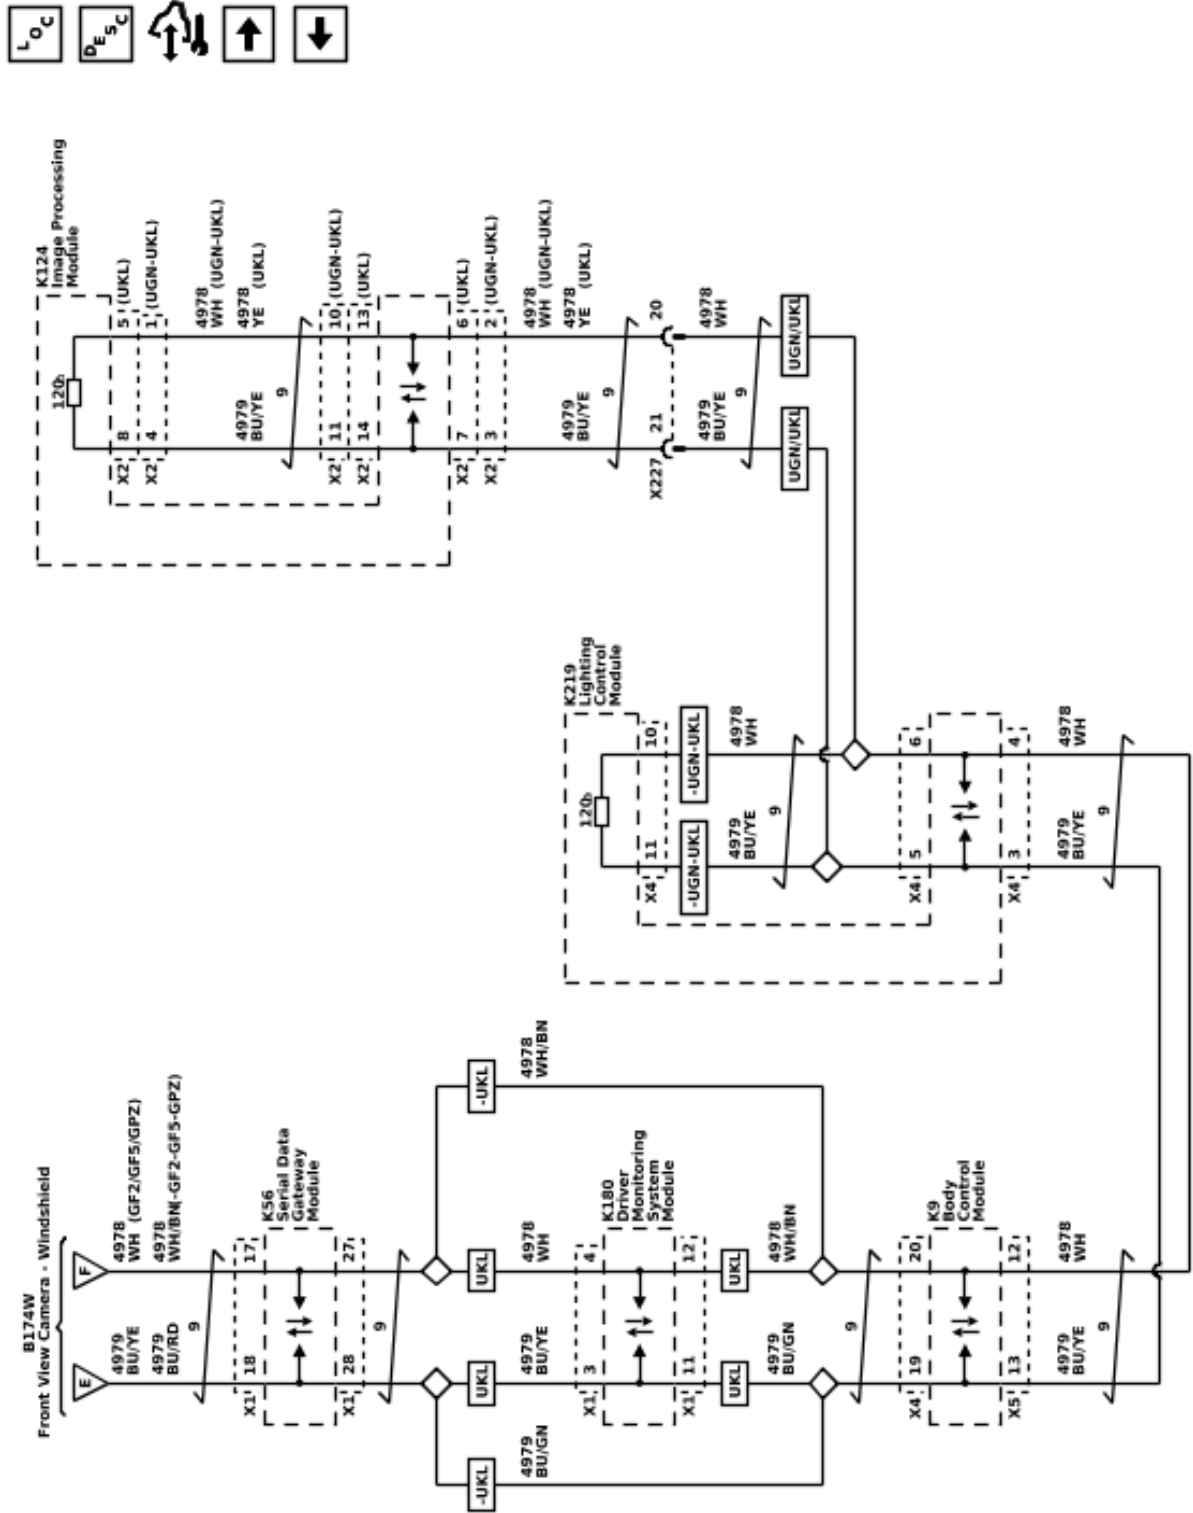 LOC
DESC
B174W
Front View Camera - Windshield
E
F
4979
BU/YE
4979
BU/RD
4978
WH (GF2/GF5/GPZ)
4978
WH/BN(-GF2-GF5-GPZ)
9
K56
Serial Data
Gateway
Module
X1
18
17
X1
28
27
9
-UKL
UKL
UKL
-UKL
4979
BU/GN
4979
BU/YE
4978
WH
4978
WH/BN
K180
Driver
Monitoring
System
Module
X1
3
4
X1
11
12
UKL
UKL
4979
BU/GN
4978
WH/BN
9
K9
Body
Control
Module
X4
19
20
X5
13
12
4979
BU/YE
4978
WH
9
K219
Lighting
Control
Module
120
X4
11
10
-UGN-UKL
-UGN-UKL
4979
BU/YE
4978
WH
9
X4
5
6
X4
3
4
4979
BU/YE
4978
WH
9
K124
Image Processing
Module
120
X2
8
5 (UKL)
X2
4
1 (UGN-UKL)
4979
BU/YE
4978
WH (UGN-UKL)
4978
YE (UKL)
9
X2
11
10 (UGN-UKL)
X2
14
13 (UKL)
X2
7
6 (UKL)
X2
3
2 (UGN-UKL)
4979
BU/YE
4978
WH (UGN-UKL)
4978
YE (UKL)
9
X227
21
20
4979
BU/YE
4978
WH
9
UGN/UKL
UGN/UKL